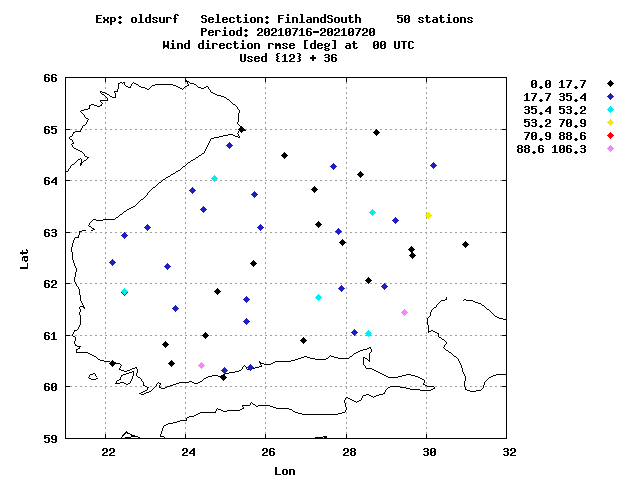 Exp: oldsurf Selection: FinlandSouth 50 stations
Period: 20210716-20210720
Wind direction rmse [deg] at 00 UTC
Used {12} + 36
0.0 17.7
17.7 35.4
35.4 53.2
53.2 70.9
70.9 88.6
88.6 106.3
66
65
64
63
62
61
60
59
Lat
22 24 26 28 30 32
Lon